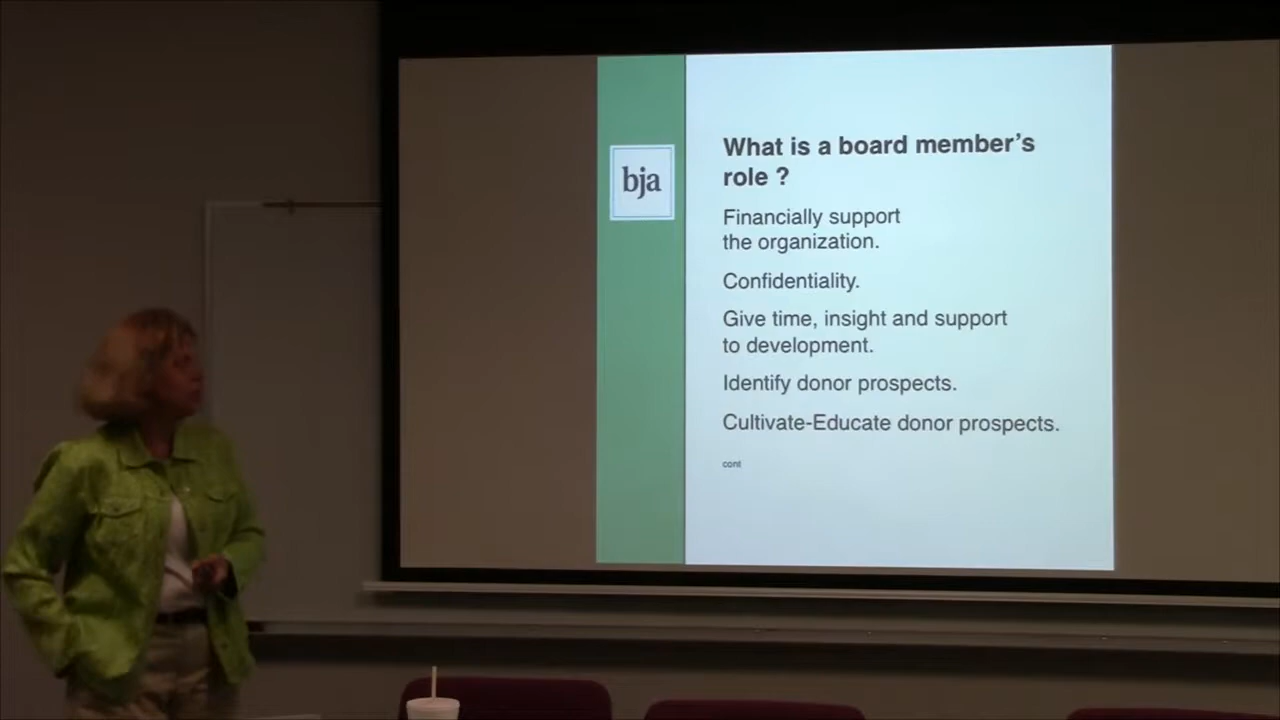 bja
What is a board member's
role ?
Financially support
the organization.
Confidentiality.
Give time, insight and support
to development.
Identify donor prospects.
Cultivate-Educate donor prospects.
cont